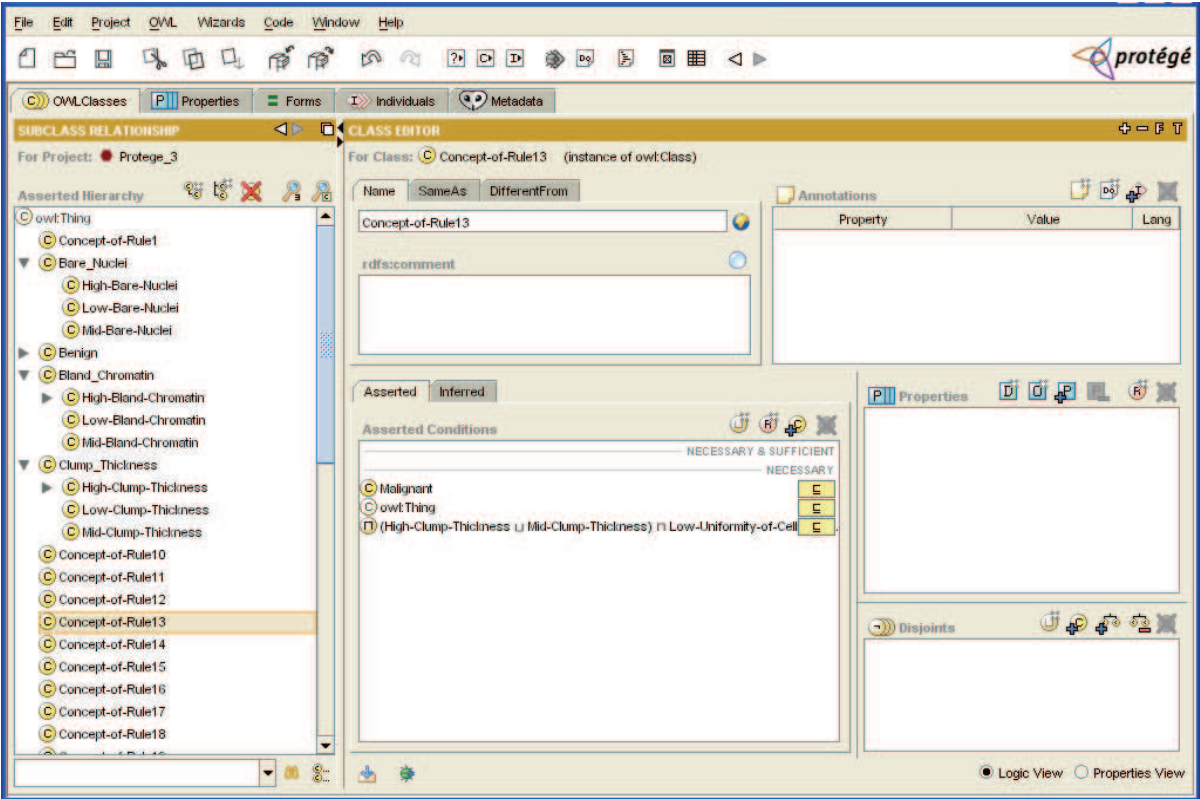 File Edit Project OWL Wizards Code Window Help
protégé
OWLClasses Properties Forms Individuals Metadata
SUBCLASS RELATIONSHIP
For Project: Protege_3
Asserted Hierarchy
owl:Thing
Concept-of-Rule1
Bare_Nuclei
High-Bare-Nuclei
Low-Bare-Nuclei
Mid-Bare-Nuclei
Benign
Bland_Chromatin
High-Bland-Chromatin
Low-Bland-Chromatin
Mid-Bland-Chromatin
Clump_Thickness
High-Clump-Thickness
Low-Clump-Thickness
Mid-Clump-Thickness
Concept-of-Rule10
Concept-of-Rule11
Concept-of-Rule12
Concept-of-Rule13
Concept-of-Rule14
Concept-of-Rule15
Concept-of-Rule16
Concept-of-Rule17
Concept-of-Rule18
CLASS EDITOR
For Class: Concept-of-Rule13 (instance of owl:Class)
Name SameAs DifferentFrom
Concept-of-Rule13
rdfs:comment
Annotations
Property Value Lang
Asserted Inferred
Asserted Conditions
NECESSARY & SUFFICIENT
NECESSARY
Malignant ⊑
owl:Thing ⊑
(High-Clump-Thickness ⊔ Mid-Clump-Thickness) ⊓ Low-Uniformity-of-Cell ⊑
Properties
Disjoints
Logic View Properties View